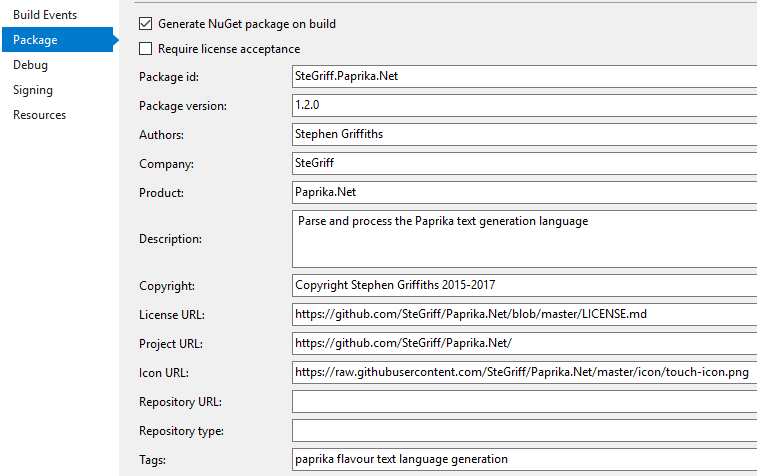 Build Events
Package
Debug
Signing
Resources
Generate NuGet package on build
Require license acceptance
Package id: SteGriff.Paprika.Net
Package version: 1.2.0
Authors: Stephen Griffiths
Company: SteGriff
Product: Paprika.Net
Description: Parse and process the Paprika text generation language
Copyright: Copyright Stephen Griffiths 2015-2017
License URL: https://github.com/SteGriff/Paprika.Net/blob/master/LICENSE.md
Project URL: https://github.com/SteGriff/Paprika.Net/
Icon URL: https://raw.githubusercontent.com/SteGriff/Paprika.Net/master/icon/touch-icon.png
Repository URL:
Repository type:
Tags: paprika flavour text language generation